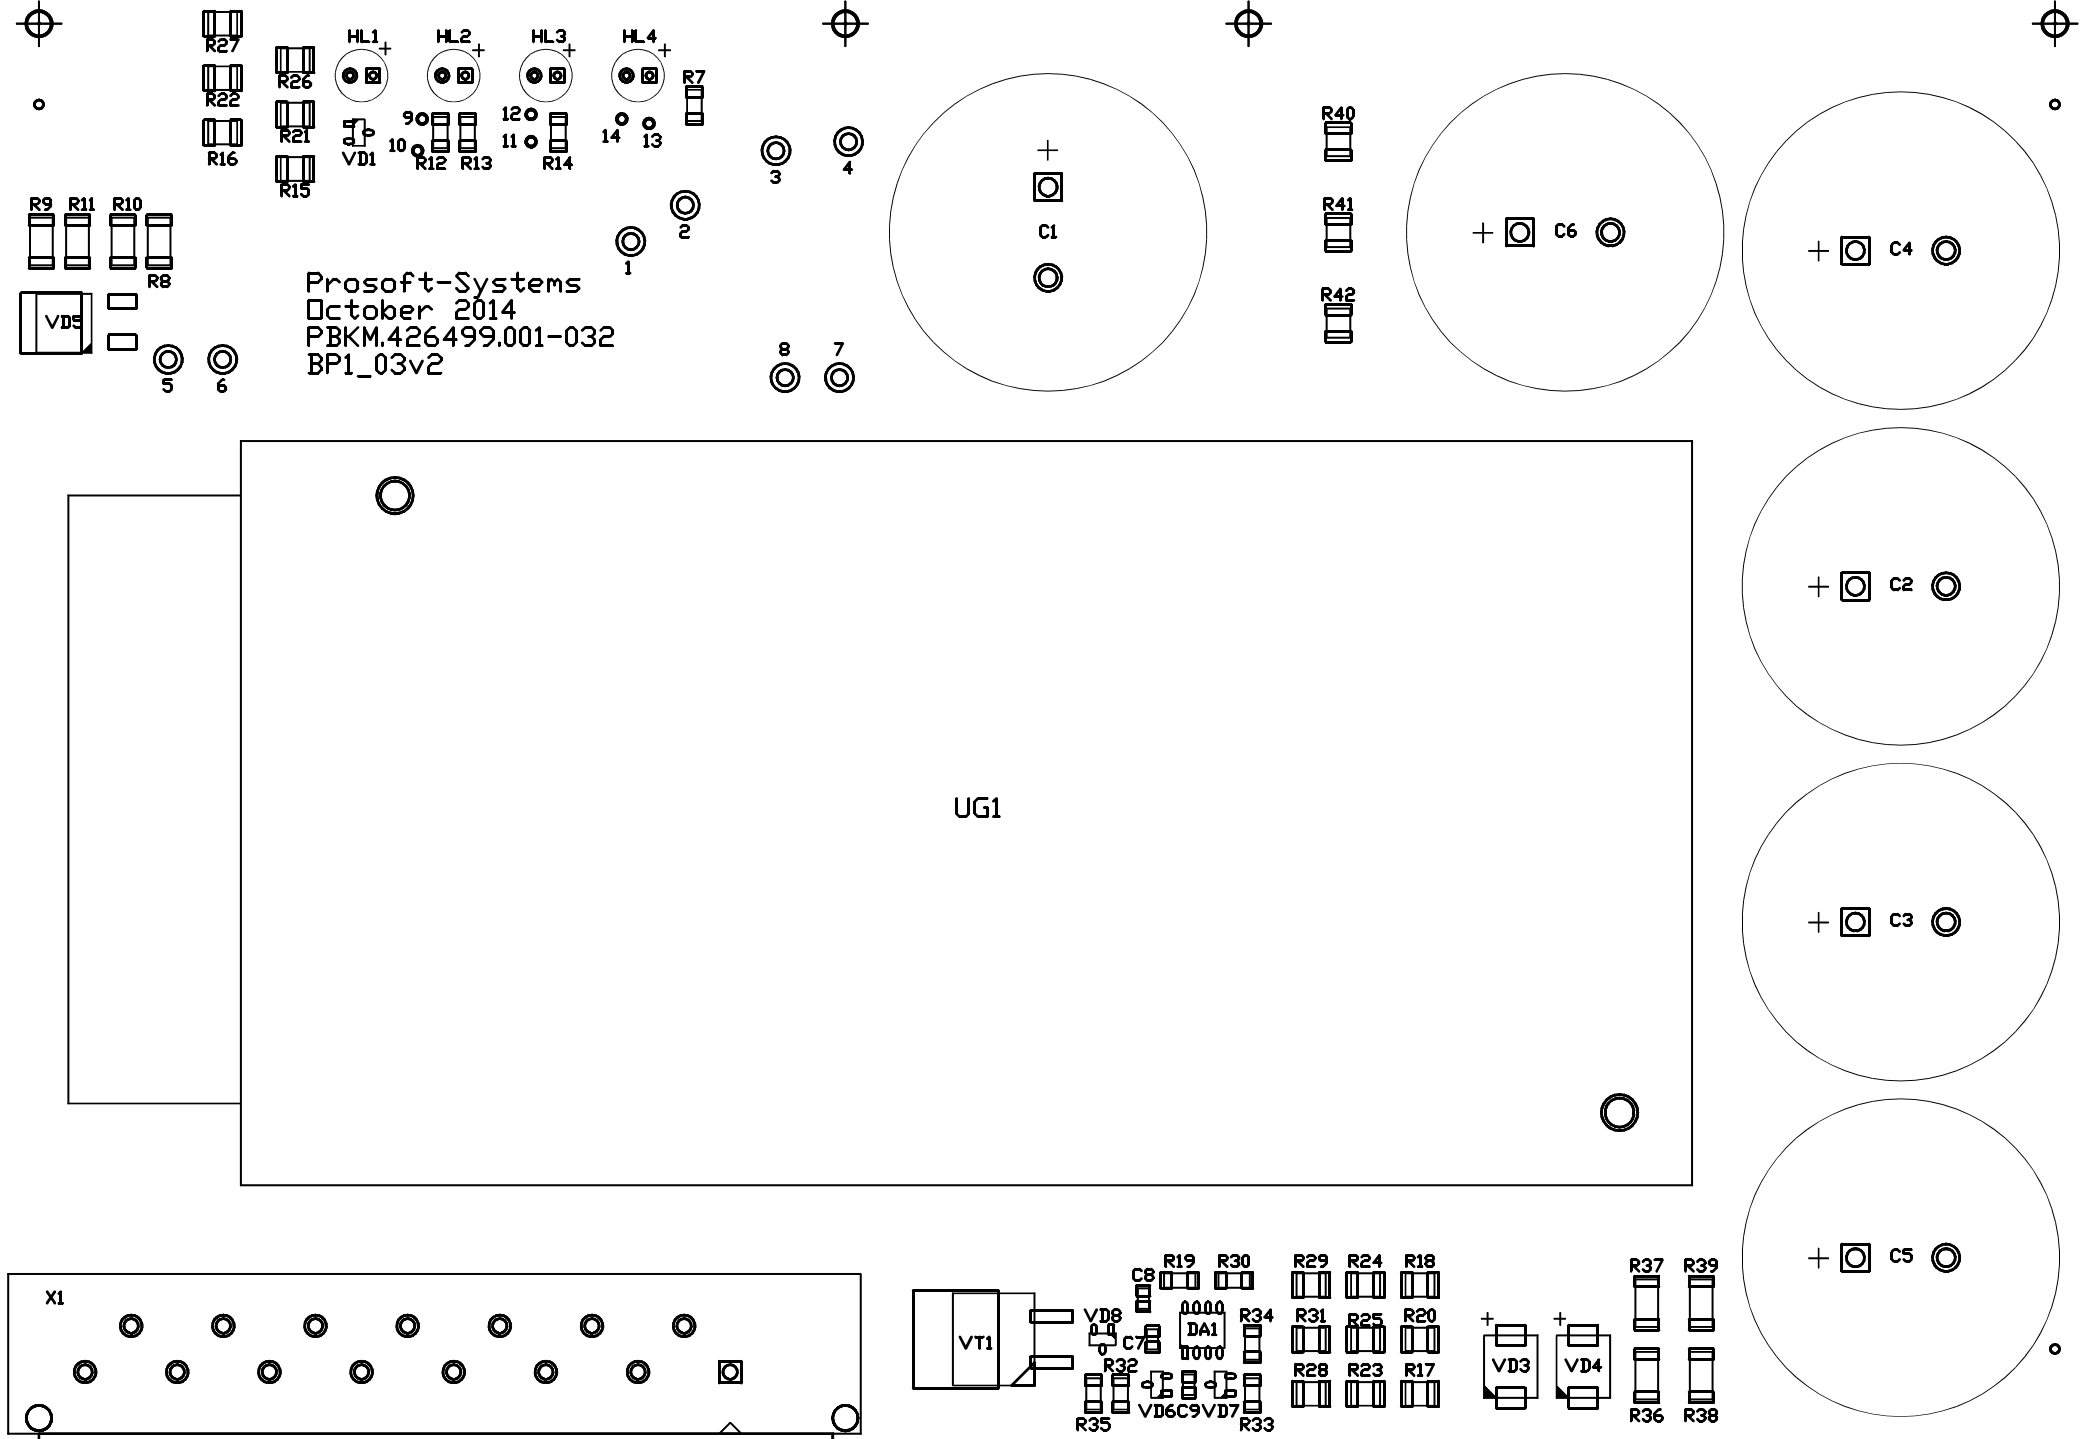 R27
HL1
HL2
HL3
HL4
R26
R7
R22
R40
9
12
14
13
R21
10
11
R16
VD1
R12
R13
R14
3
4
R15
R9
R11
R10
R41
2
C1
C6
C4
1
R8
Prosoft-Systems
October 2014
PBKM.426499.001-032
BP1_03v2
R42
VD5
8
7
5
6
C2
UG1
C3
C5
R19
R30
R29
R24
R18
R37
R39
C8
X1
VD8
R34
R31
R25
R20
DA1
VT1
C7
R32
R28
R23
R17
VD3
VD4
VD6
C9
VD7
R35
R33
R36
R38